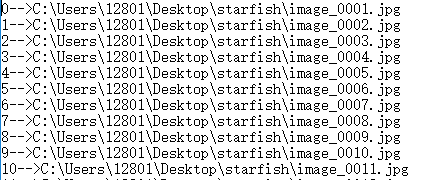 0-->C:\Users\12801\Desktop\starfish\image_0001.jpg
1-->C:\Users\12801\Desktop\starfish\image_0002.jpg
2-->C:\Users\12801\Desktop\starfish\image_0003.jpg
3-->C:\Users\12801\Desktop\starfish\image_0004.jpg
4-->C:\Users\12801\Desktop\starfish\image_0005.jpg
5-->C:\Users\12801\Desktop\starfish\image_0006.jpg
6-->C:\Users\12801\Desktop\starfish\image_0007.jpg
7-->C:\Users\12801\Desktop\starfish\image_0008.jpg
8-->C:\Users\12801\Desktop\starfish\image_0009.jpg
9-->C:\Users\12801\Desktop\starfish\image_0010.jpg
10-->C:\Users\12801\Desktop\starfish\image_0011.jpg